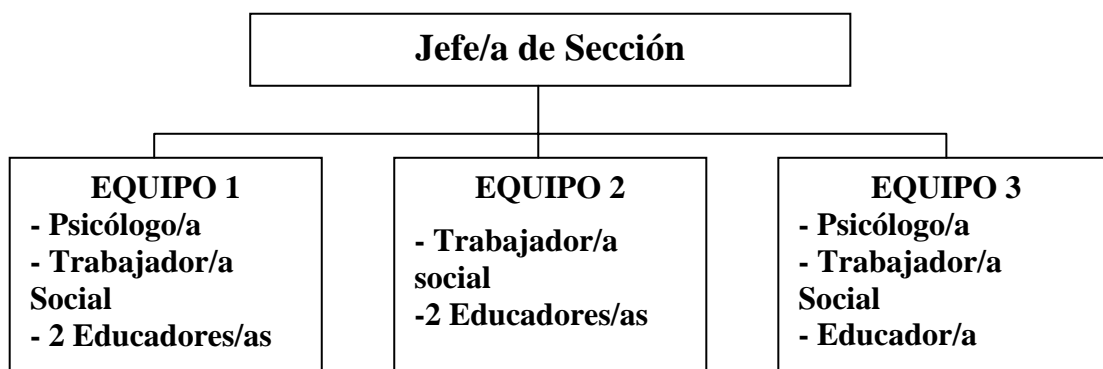 Jefe/a de Sección
EQUIPO 1
- Psicólogo/a
- Trabajador/a
Social
- 2 Educadores/as
EQUIPO 2
- Trabajador/a
social
-2 Educadores/as
EQUIPO 3
- Psicólogo/a
- Trabajador/a
Social
- Educador/a